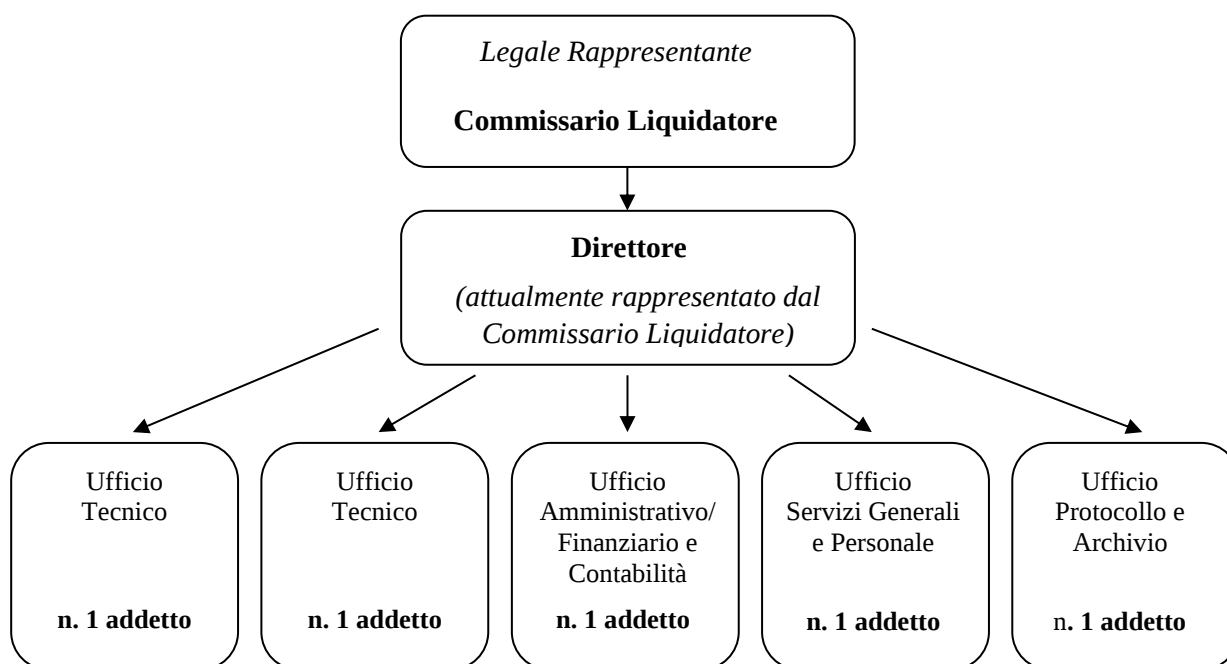 Legale Rappresentante
Commissario Liquidatore
Direttore
(attualmente rappresentato dal
Commissario Liquidatore)
Ufficio
Tecnico
n. 1 addetto
Ufficio
Tecnico
n. 1 addetto
Ufficio
Amministrativo/
Finanziario e
Contabilità
n. 1 addetto
Ufficio
Servizi Generali
e Personale
n. 1 addetto
Ufficio
Protocollo e
Archivio
n. 1 addetto